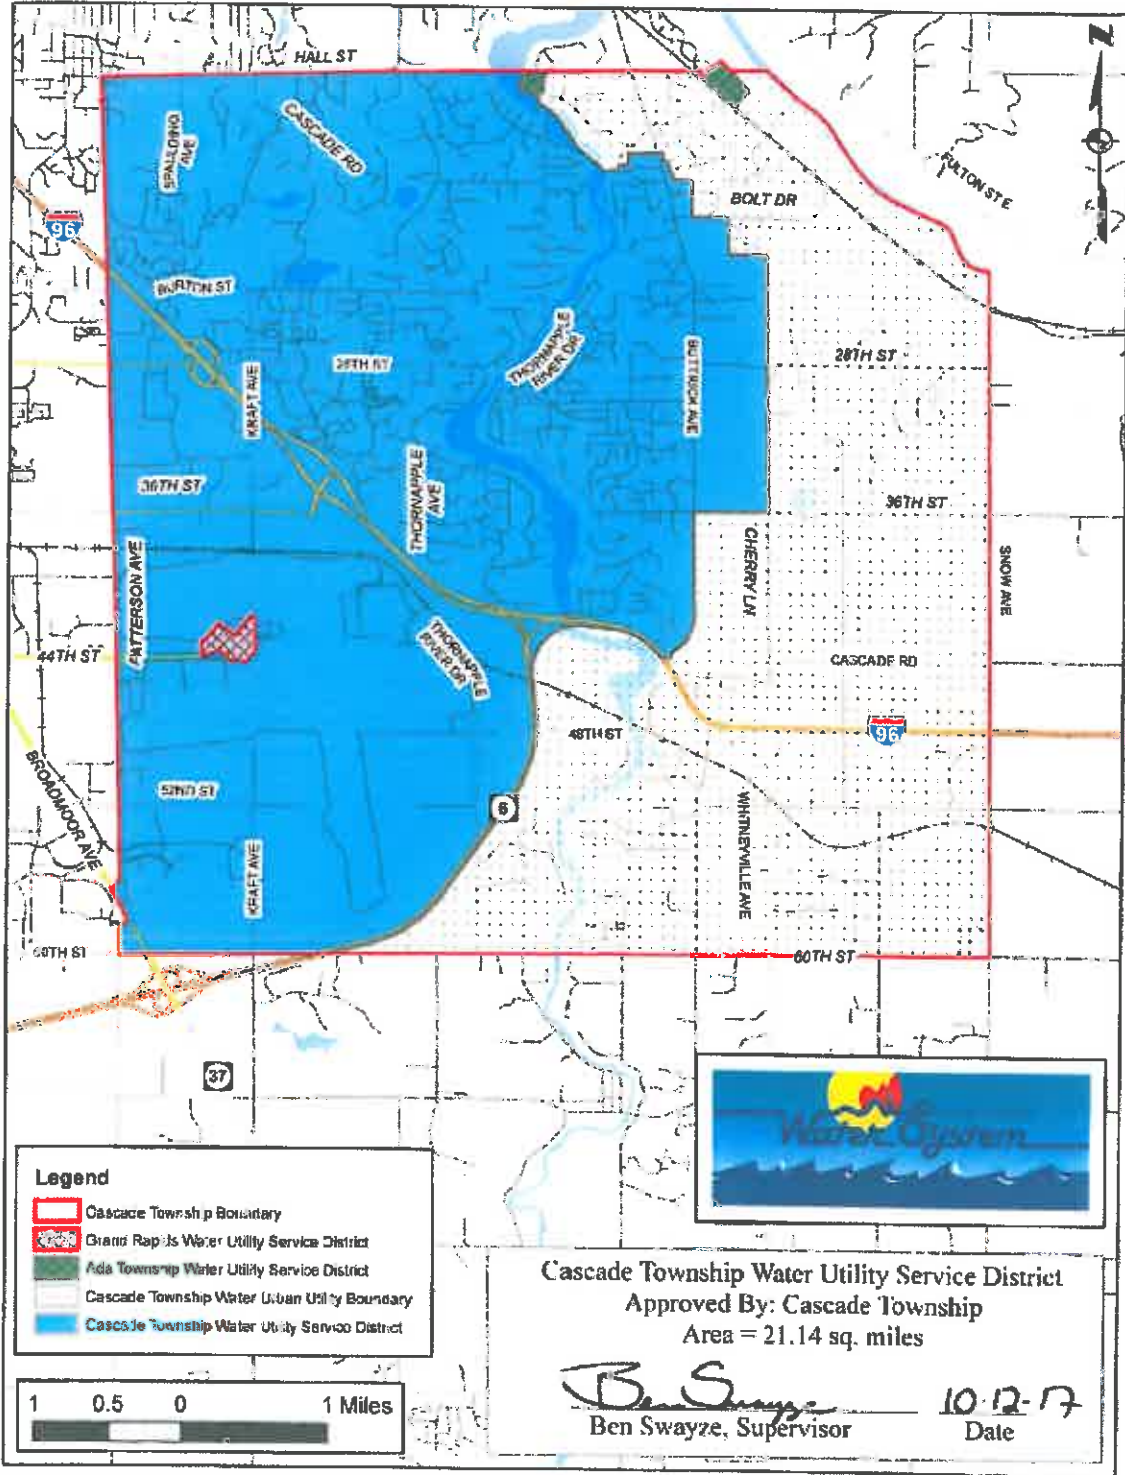 HALL ST
Z
CASCADE RD
SPAULDING
AVE
FULTON ST E
BOLT DR
96
BURTON ST
THORNAPPLE
RIVER DR
28TH ST
28TH ST
BUTTRICK AVE
KRAFT AVE
THORNAPPLE
AVE
36TH ST
36TH ST
CHERRY LN
SNOW AVE
PATTERSON AVE
44TH ST
THORNAPPLE
RIVER DR
CASCADE RD
48TH ST
96
BROADMOOR AVE
52ND ST
6
WHITNEYVILLE AVE
KRAFT AVE
60TH ST
60TH ST
37
Water System
Legend
Cascade Township Boundary
Grand Rapids Water Utility Service District
Ada Township Water Utility Service District
Cascade Township Water Urban Utility Boundary
Cascade Township Water Utility Service District
Cascade Township Water Utility Service District
Approved By: Cascade Township
Area = 21.14 sq. miles
Ben Swayze 10-12-17
Ben Swayze, Supervisor Date
1 0.5 0 1 Miles